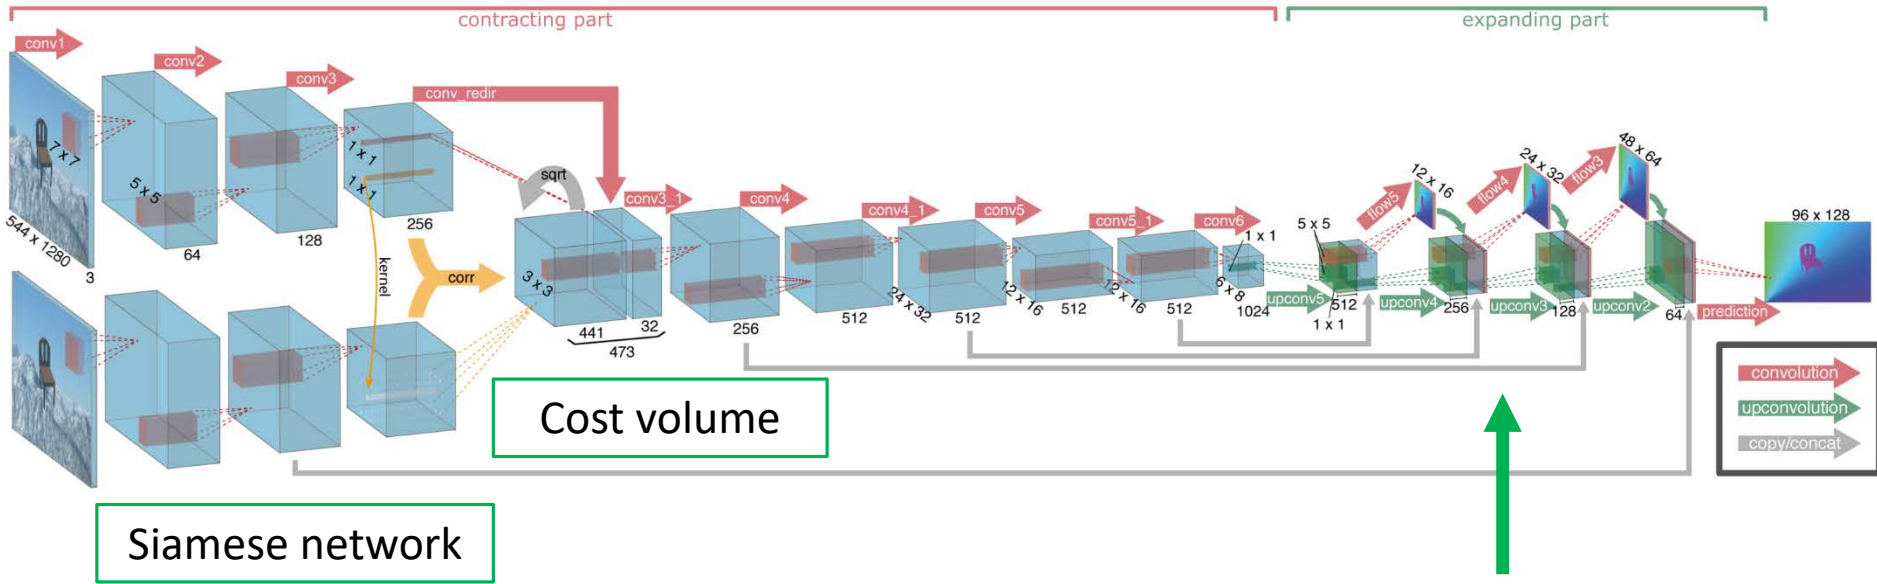 contracting part
expanding part
conv1
conv2
conv3
conv_redir
sqrt
conv3_1
conv4
conv4_1
conv5
conv5_1
conv6
flow5
12 x 16
flow4
24 x 32
flow3
48 x 64
96 x 128
7 x 7
5 x 5
1 x 1
1 x 1
544 x 1280
3
64
128
256
kernel
corr
3 x 3
441
32
473
256
24 x 32
512
512
12 x 16
512
12 x 16
512
6 x 8
1024
1 x 1
5 x 5
1 x 1
upconv5
512
upconv4
256
upconv3
128
upconv2
64
prediction
convolution
upconvolution
copy/concat
Cost volume
Siamese network